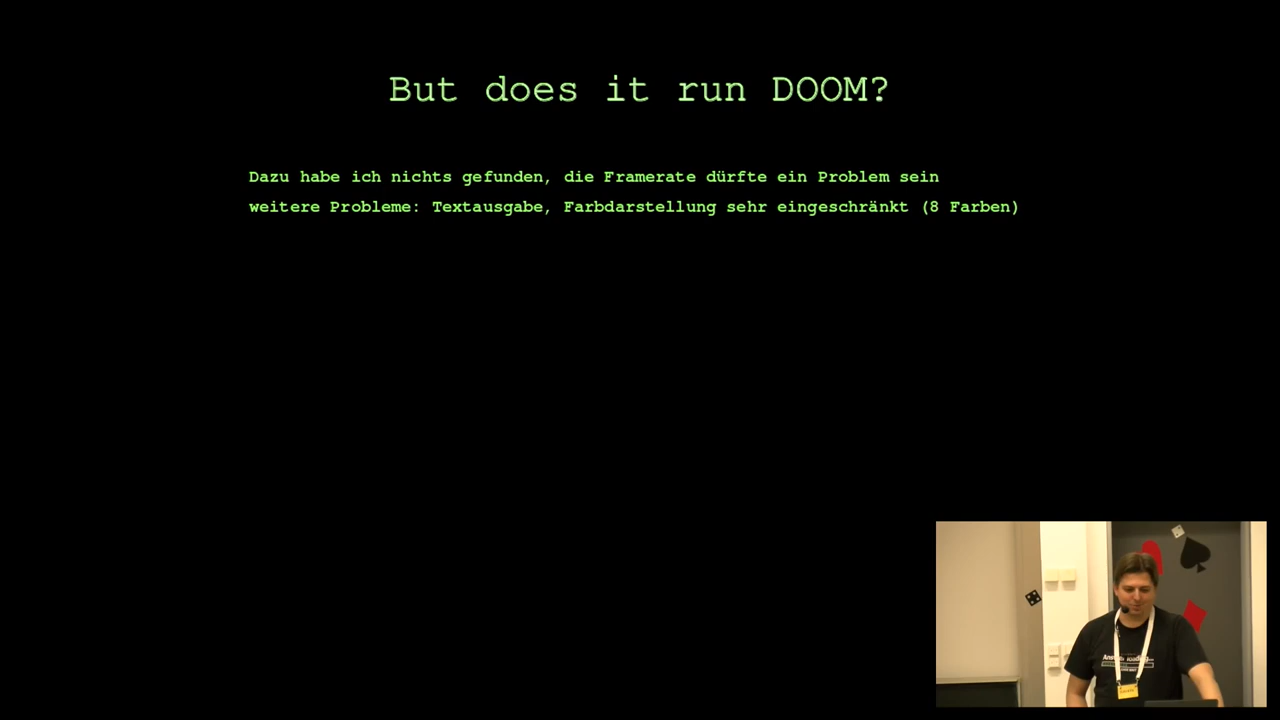 But does it run DOOM?
Dazu habe ich nichts gefunden, die Framerate dürfte ein Problem sein
weitere Probleme: Textausgabe, Farbdarstellung sehr eingeschränkt (8 Farben)